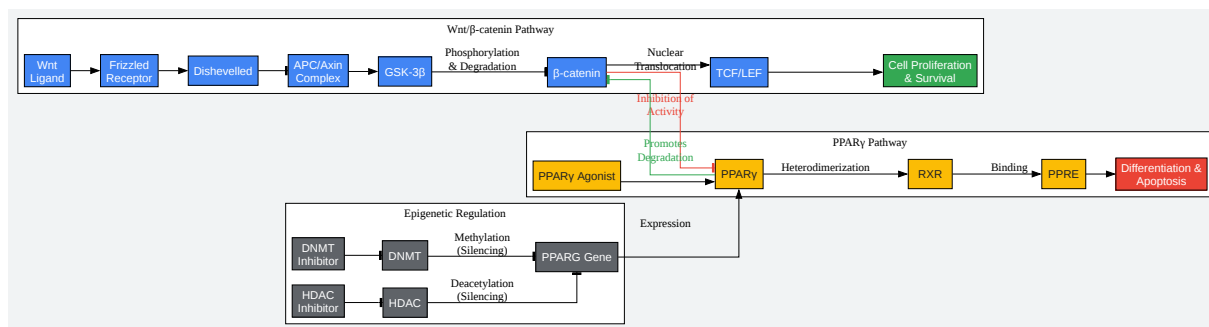 Wnt/β-catenin Pathway
Wnt
Ligand
Frizzled
Receptor
Dishevelled
APC/Axin
Complex
GSK-3β
Phosphorylation
& Degradation
β-catenin
Nuclear
Translocation
TCF/LEF
Cell Proliferation
& Survival
Inhibition of
Activity
Promotes
Degradation
PPARγ Pathway
PPARγ Agonist
PPARγ
Heterodimerization
RXR
Binding
PPRE
Differentiation &
Apoptosis
Epigenetic Regulation
Expression
DNMT
Inhibitor
DNMT
Methylation
(Silencing)
PPARG Gene
HDAC
Inhibitor
HDAC
Deacetylation
(Silencing)